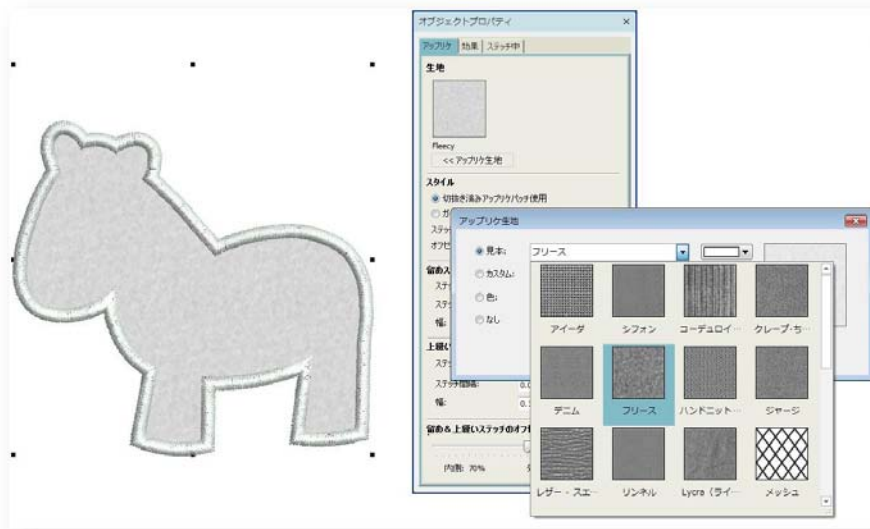 オブジェクトプロパティ
アップリケ 効果 ステッチ中
生地
Fleecy
<< アップリケ生地
スタイル
切抜き済みアップリケパッチ使用
アップリケ生地
見本:
フリース
カスタム:
色:
なし
アイーダ
シフォン
コーデュロイ…
クレープ・ち…
デニム
フリース
ハンドニット…
ジャージ
レザー - スエ…
リンネル
Lycra (ライ…
メッシュ
幅:
上縫い
ステッチ間隔:
幅:
留め&上縫いステッチのオフセ
内側: 70%